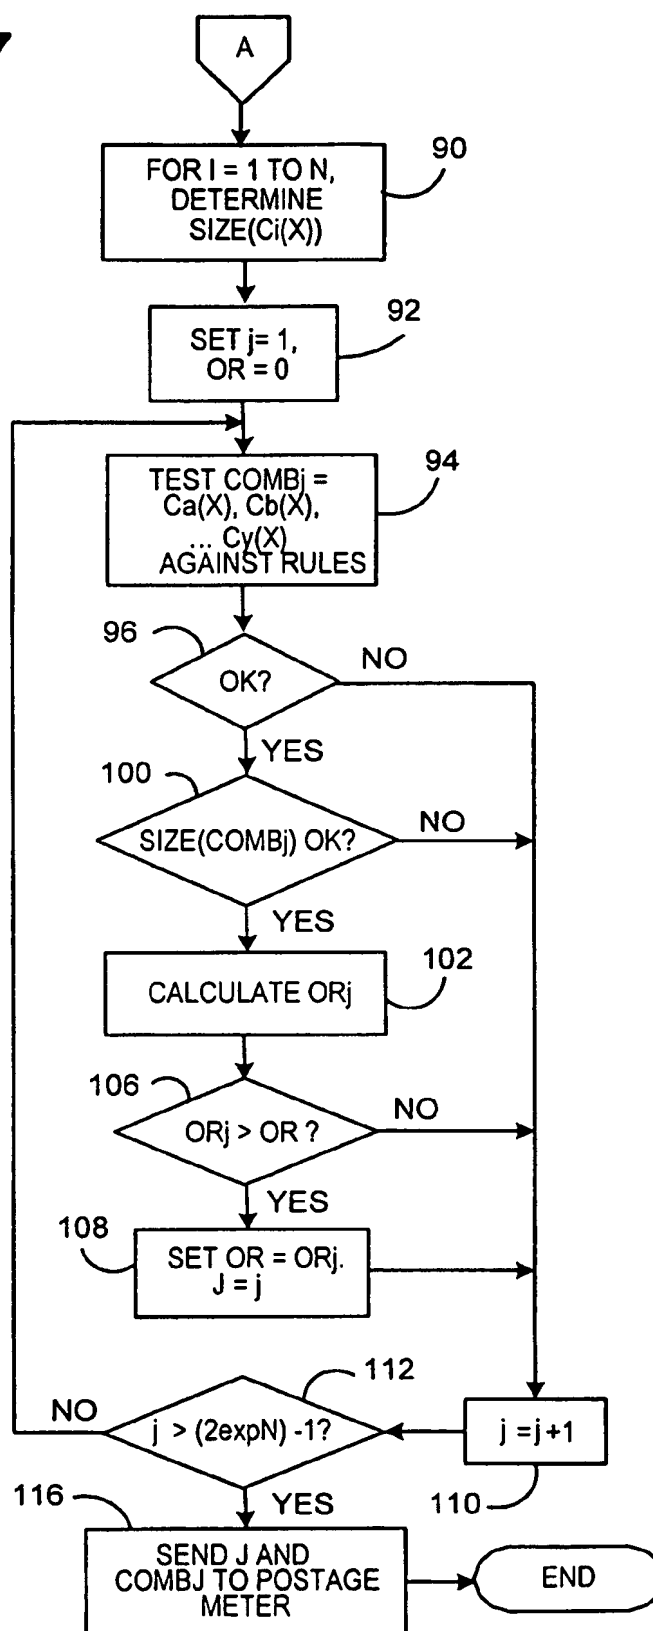 A
FOR I = 1 TO N,
DETERMINE
SIZE(Ci(X))
90
SET j= 1,
OR = 0
92
TEST COMBj =
Ca(X), Cb(X),
... Cy(X)
AGAINST RULES
94
96
OK?
NO
YES
100
SIZE(COMBj) OK?
NO
YES
CALCULATE ORj
102
106
ORj > OR ?
NO
YES
108
SET OR = ORj.
J = j
112
NO
j > (2expN) -1?
j =j+1
YES
110
116
SEND J AND
COMBJ TO POSTAGE
METER
END